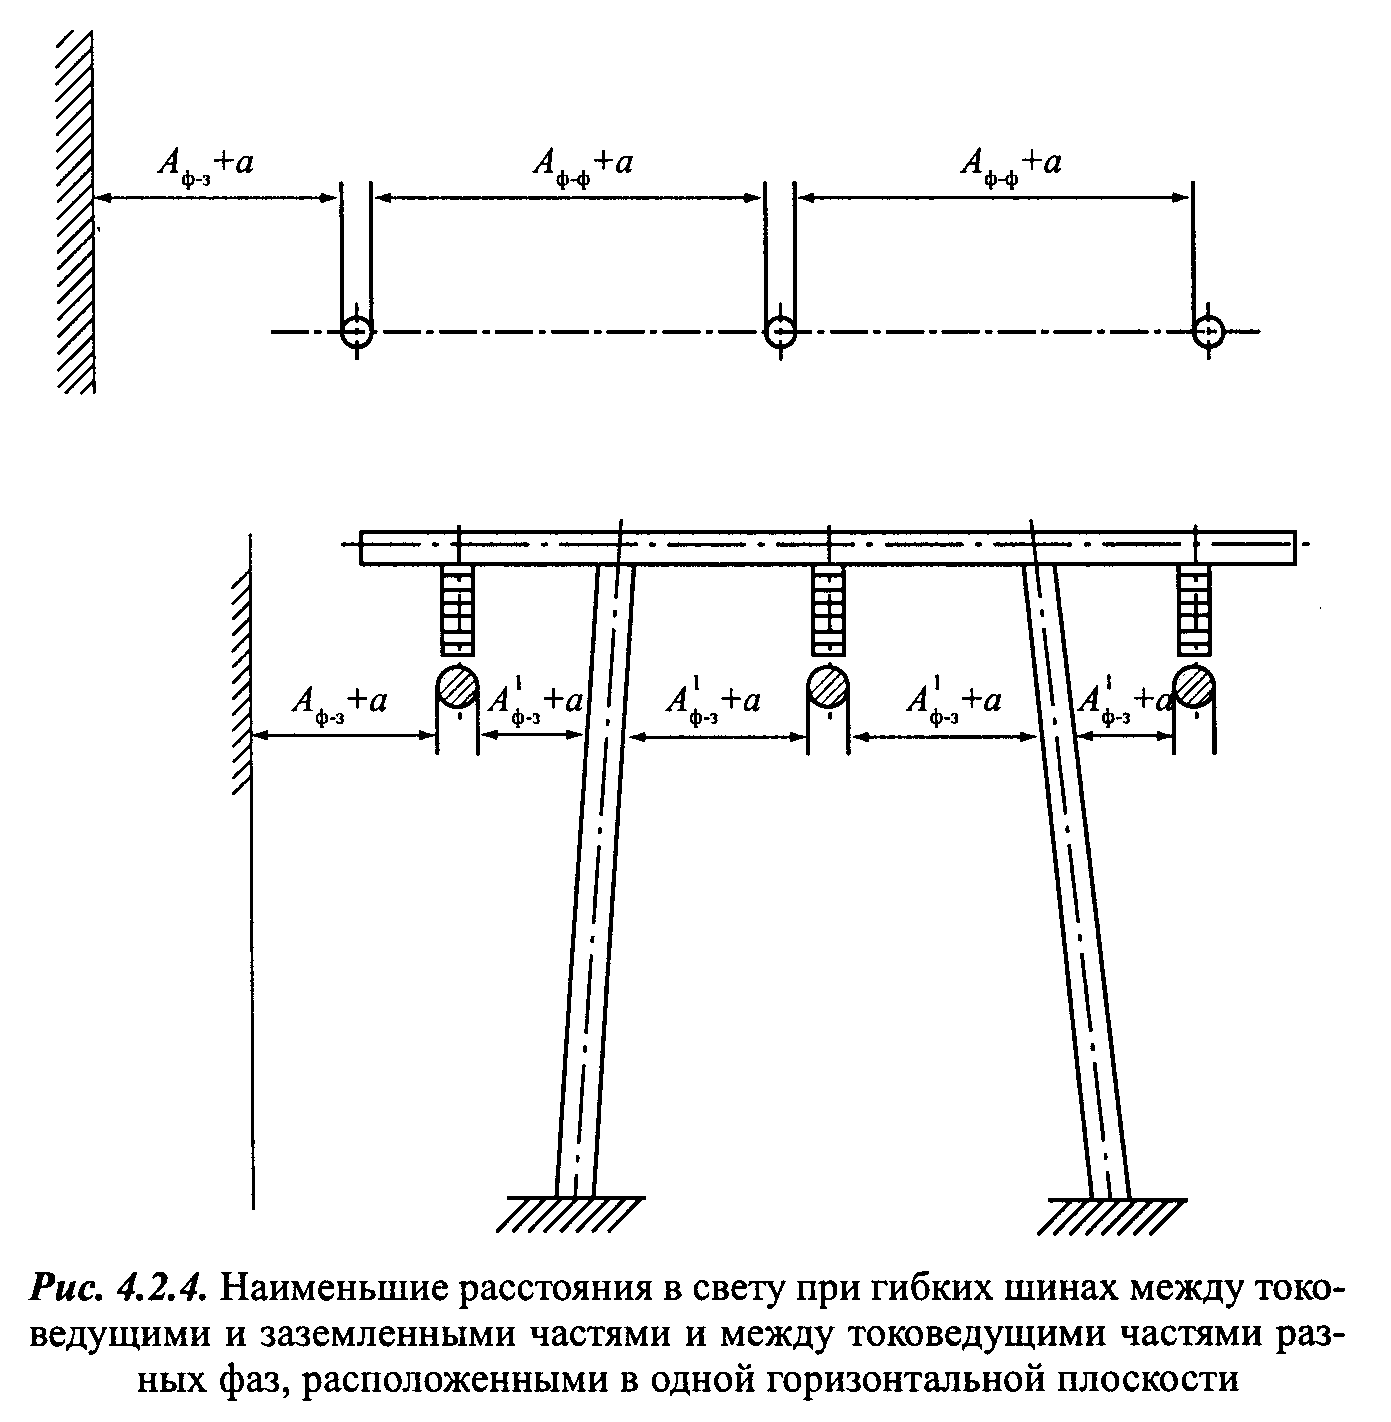 Aф-з+a Aф-ф+a Aф-ф+a
Aф-з+a A¹ф-з+a A¹ф-з+a A¹ф-з+a A¹ф-з+a
Рис. 4.2.4. Наименьшие расстояния в свету при гибких шинах между токо-
ведущими и заземленными частями и между токоведущими частями раз-
ных фаз, расположенными в одной горизонтальной плоскости